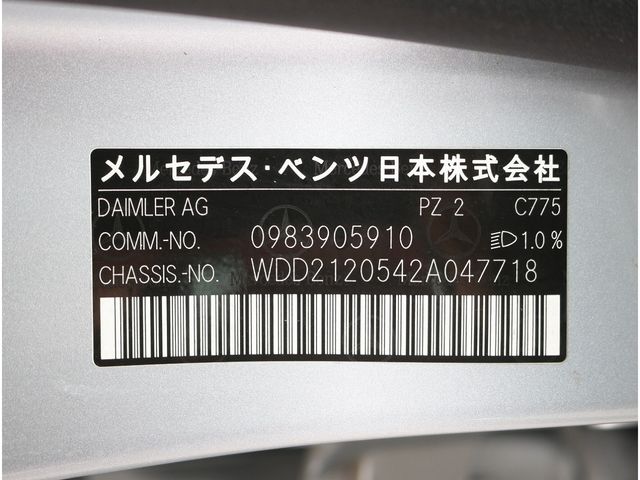 メルセデス・ベンツ日本株式会社
DAIMLER AG PZ 2 C775
COMM.-NO. 0983905910 1.0%
CHASSIS.-NO. WDD2120542A047718